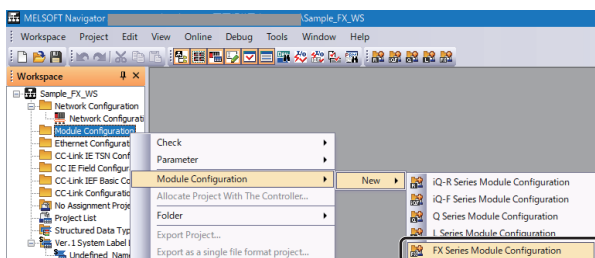 MELSOFT Navigator \Sample_FX_WS
Workspace Project Edit View Online Debug Tools Window Help
Workspace
Sample_FX_WS
Network Configuration
Network Configurati
Module Configuration
Ethernet Configurat
CC-Link IE TSN Conf
CC IE Field Configur
CC-Link IEF Basic Co
CC-Link Configuratio
No Assignment Proje
Project List
Structured Data Typ
Ver. 1 System Label
Undefined Name
Check
Parameter
Module Configuration
Allocate Project With The Controller...
Folder
Export Project...
Export as a single file format project...
New
iQ-R Series Module Configuration
iQ-F Series Module Configuration
Q Series Module Configuration
L Series Module Configuration
FX Series Module Configuration